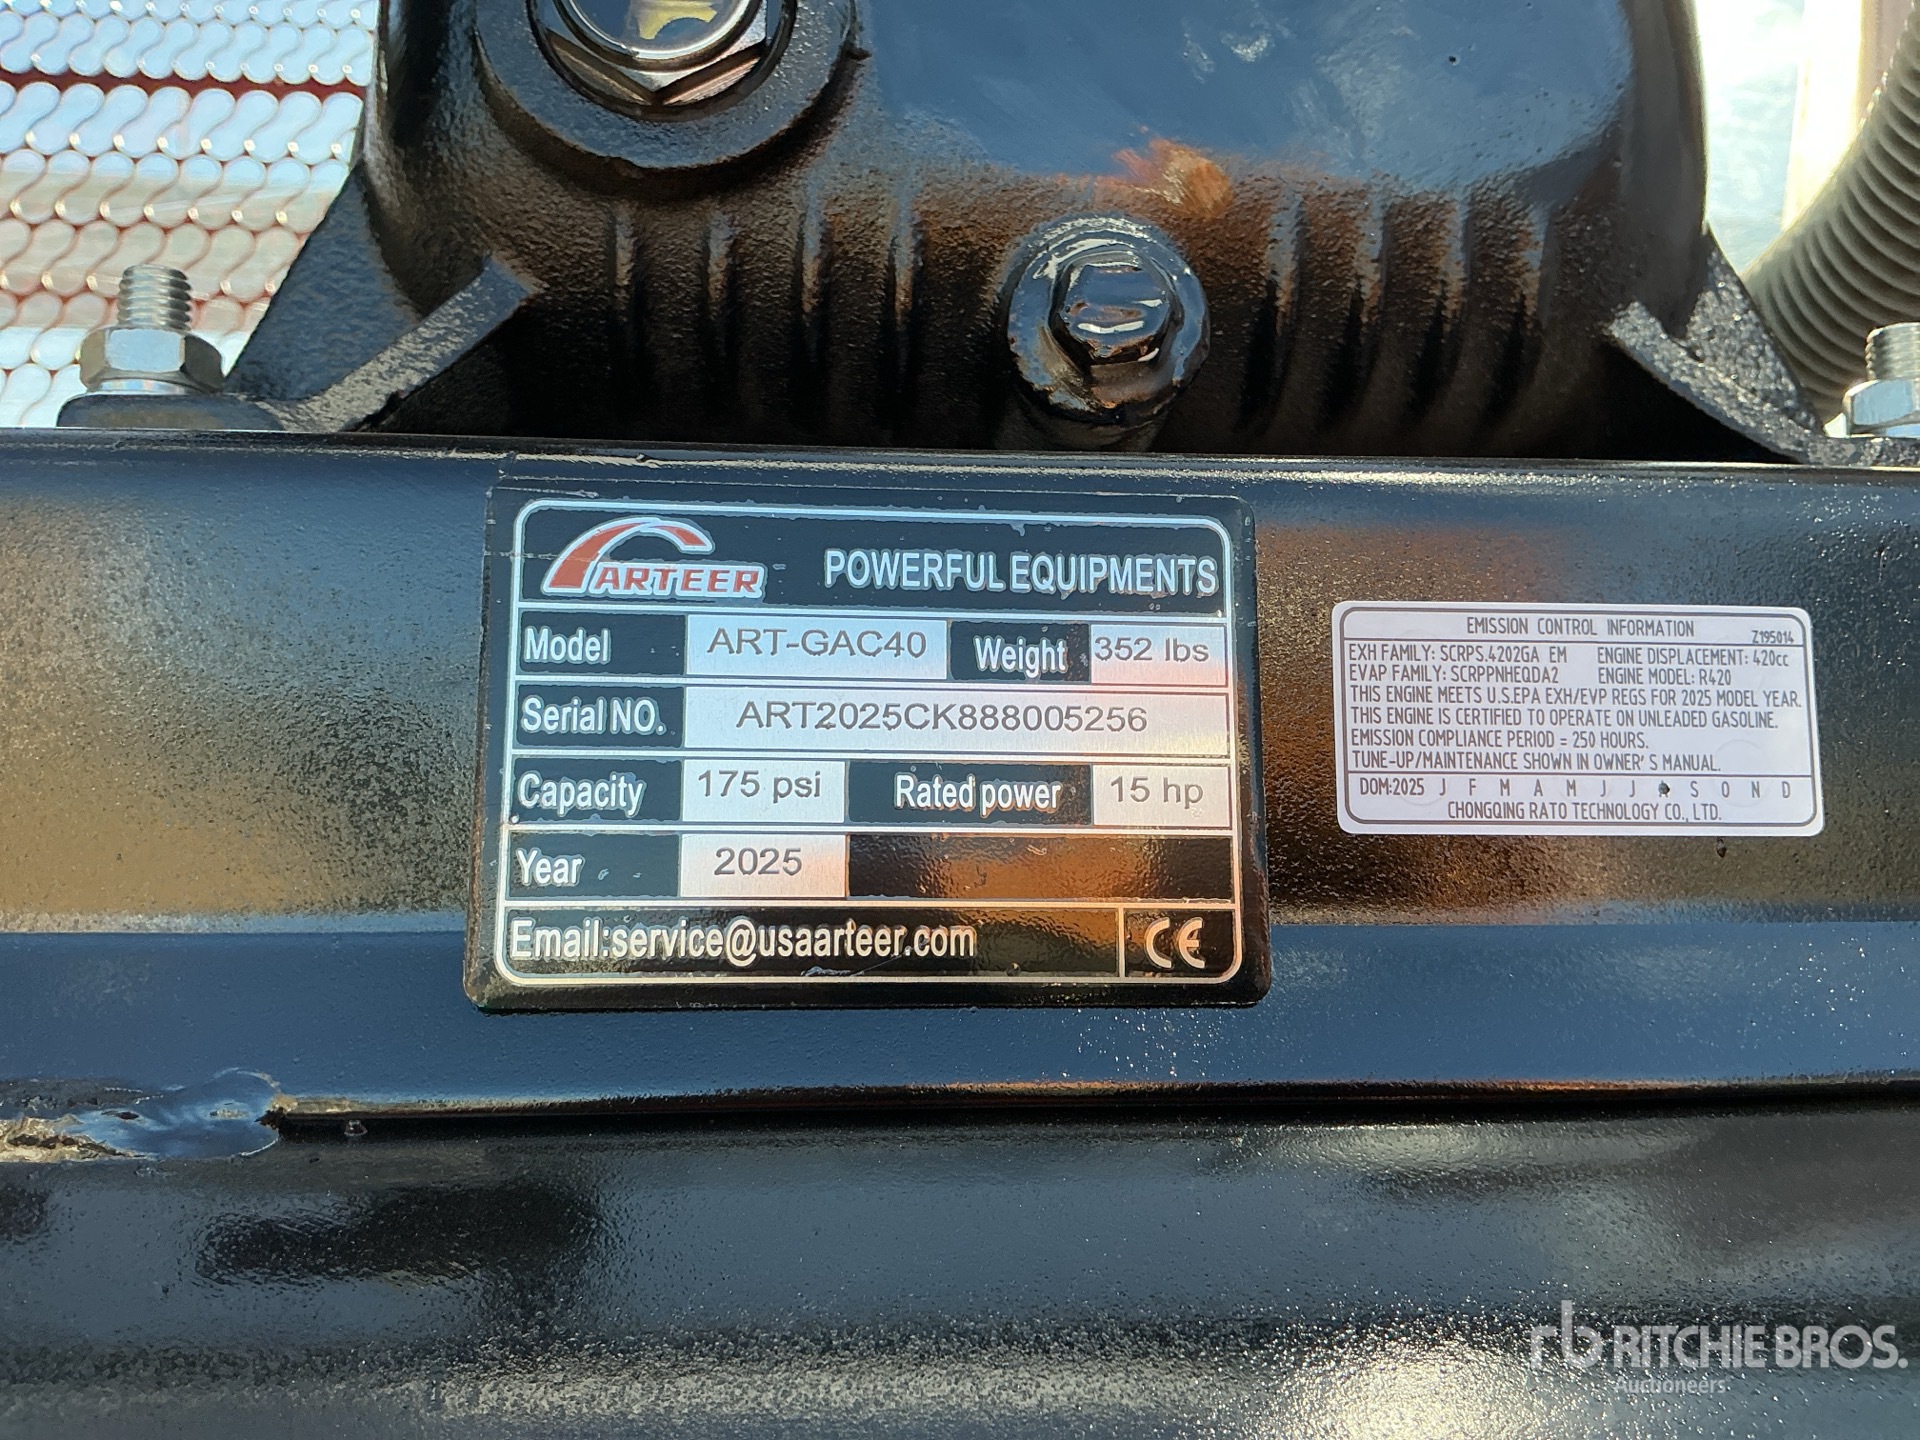 ARTEER POWERFUL EQUIPMENTS
Model ART-GAC40 Weight 352 lbs
Serial NO. ART2025CK888005256
Capacity 175 psi Rated power 15 hp
Year 2025
Email:service@usaarteer.com CE
EMISSION CONTROL INFORMATION Z195014
EXH FAMILY: SCRPS.4202GA EM ENGINE DISPLACEMENT: 420cc
EVAP FAMILY: SCRPPNHEQDA2 ENGINE MODEL: R420
THIS ENGINE MEETS U.S.EPA EXH/EVP REGS FOR 2025 MODEL YEAR.
THIS ENGINE IS CERTIFIED TO OPERATE ON UNLEADED GASOLINE.
EMISSION COMPLIANCE PERIOD = 250 HOURS.
TUNE-UP/MAINTENANCE SHOWN IN OWNER'S MANUAL.
DOM:2025 J F M A M J J A S O N D
CHONGQING RATO TECHNOLOGY CO., LTD.
rb RITCHIE BROS.
Auctioneers